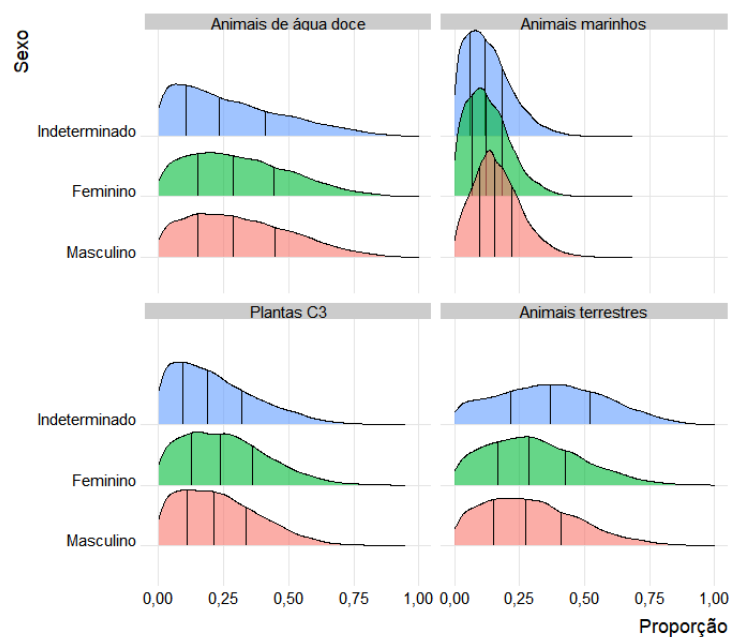 Sexo
Animais de água doce
Animais marinhos
Indeterminado
Feminino
Masculino
Plantas C3
Animais terrestres
Indeterminado
Feminino
Masculino
0,00 0,25 0,50 0,75 1,00 0,00 0,25 0,50 0,75 1,00
Proporção